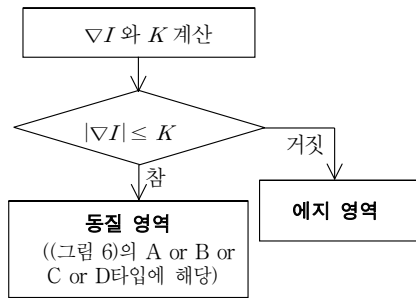 ∇I 와 K 계산
|∇I| ≤ K
거짓
참
동질 영역
((그림 6)의 A or B or
C or D타입에 해당)
에지 영역